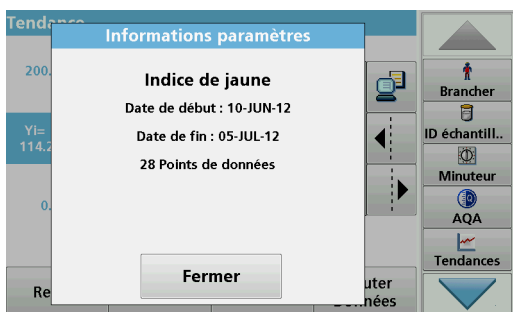 Tendance
Informations paramètres
200.
Indice de jaune
Date de début : 10-JUN-12
Date de fin : 05-JUL-12
28 Points de données
Yi=
114.2
0.
Fermer
Re
uter
nées
Brancher
ID échantill..
Minuteur
AQA
Tendances